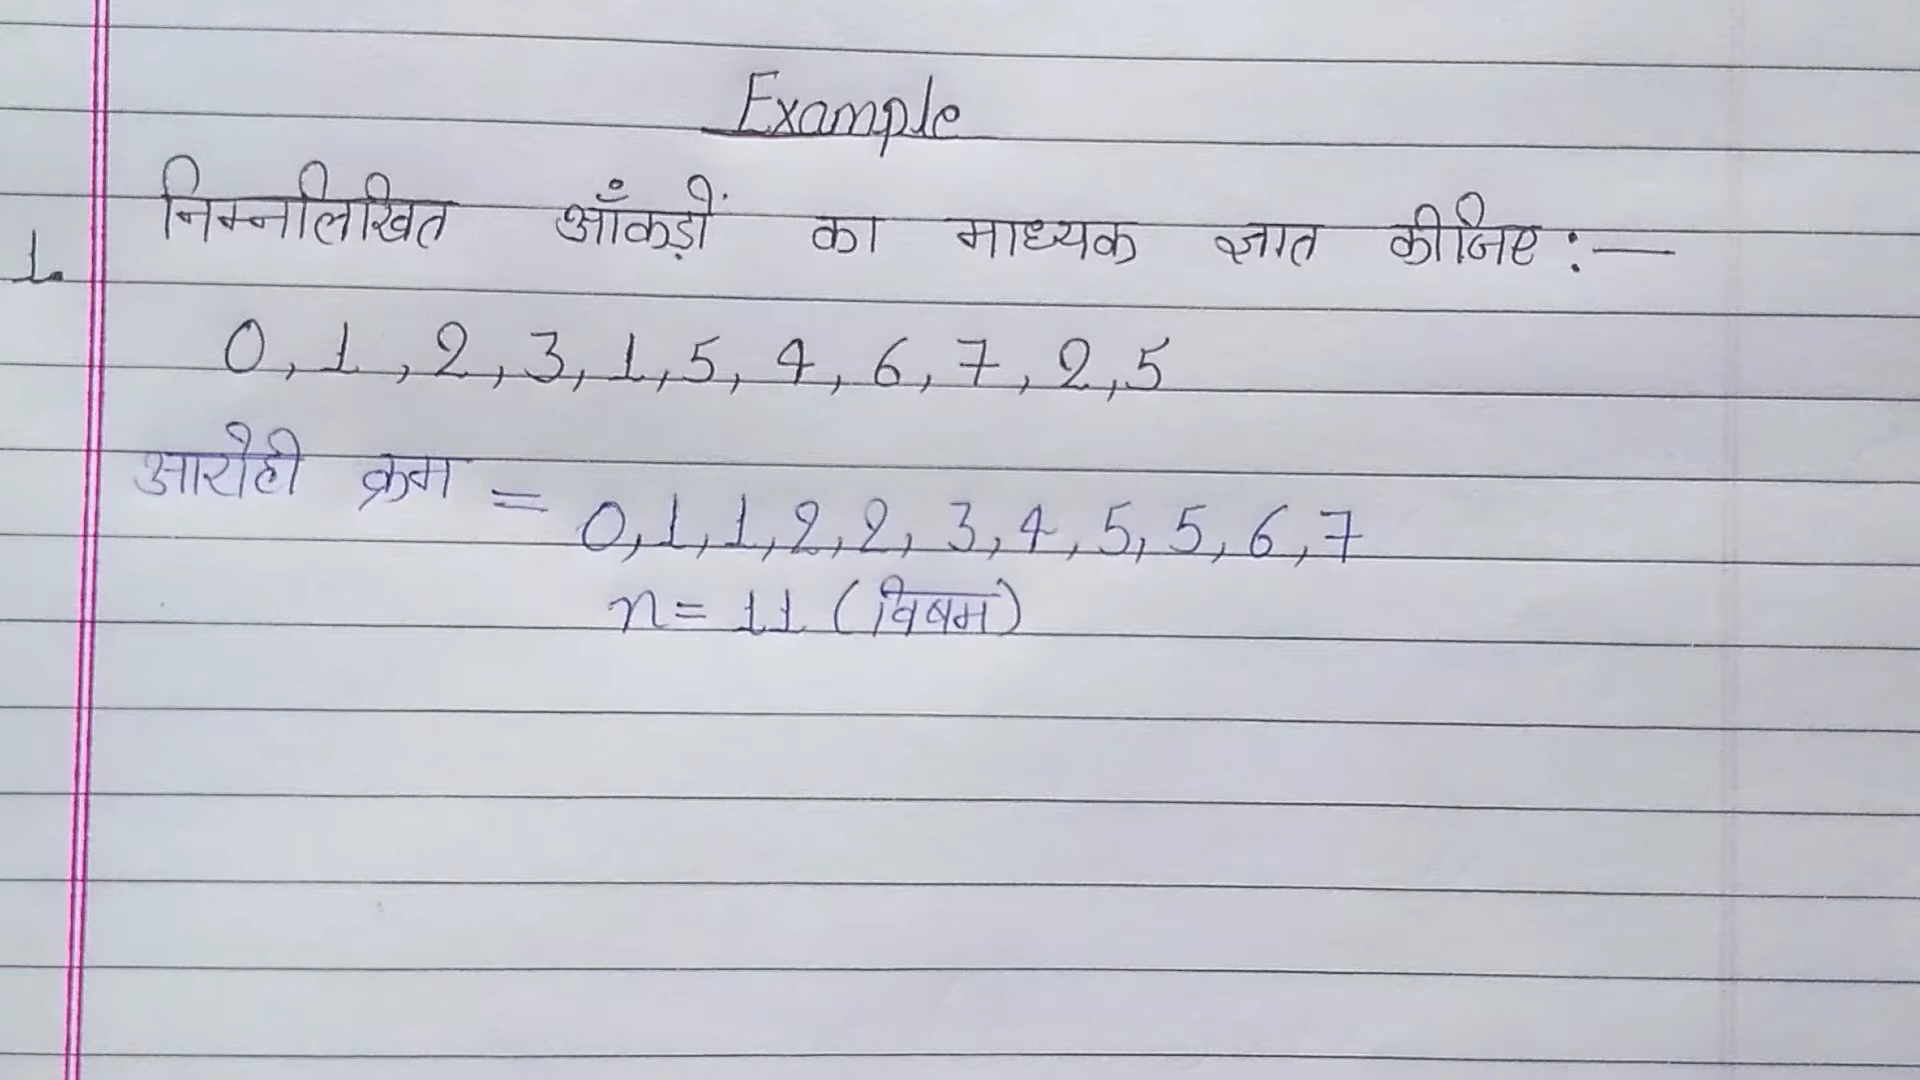 Example
1. निम्नलिखित आँकड़ों का माध्यक ज्ञात कीजिए :—
0, 1, 2, 3, 1, 5, 4, 6, 7, 2, 5
आरोही क्रम = 0, 1, 1, 2, 2, 3, 4, 5, 5, 6, 7
n = 11 (विषम)